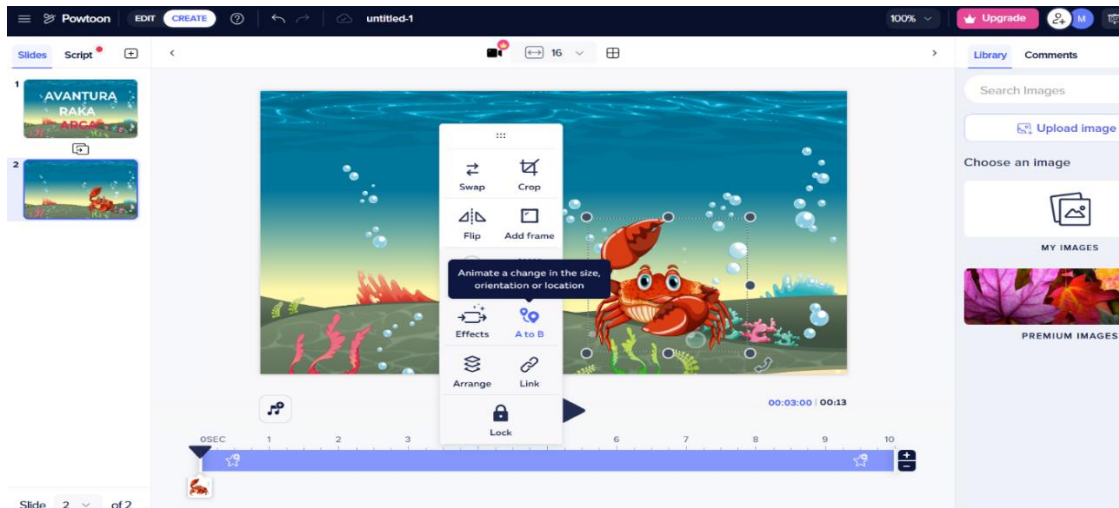 Powtoon EDIT CREATE ? untitled-1 100% Upgrade M
Slides Script 16 Library Comments
1
AVANTURA
RAKA
ARGA
2
Swap Crop
Flip Add frame
Animate a change in the size,
orientation or location
Effects A to B
Arrange Link
Lock
00:03:00 00:13
0SEC 1 2 3 6 7 8 9 10
Slide 2 of 2
Search Images
Upload image
Choose an image
MY IMAGES
PREMIUM IMAGES